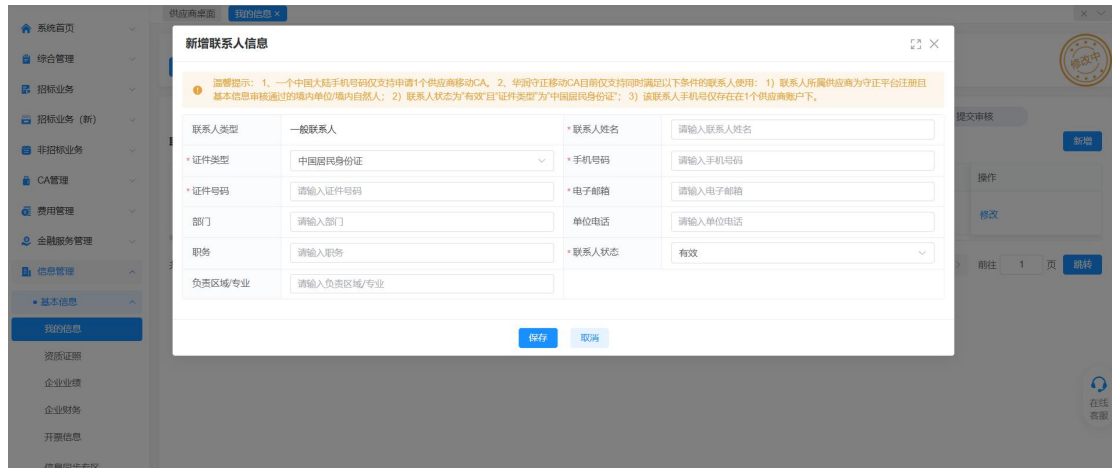 供应商桌面 我的信息 ×
系统首页
综合管理
招标业务
招标业务（新）
非招标业务
CA管理
费用管理
金融服务管理
信息管理
基本信息
我的信息
资质证照
企业业绩
企业财务
开票信息
信息同步专区
新增联系人信息
温馨提示： 1、一个中国大陆手机号码仅支持申请1个供应商移动CA。2、华润守正移动CA目前仅支持同时满足以下条件的联系人使用： 1）联系人所属供应商为守正平台注册且
基本信息审核通过的境内单位/境内自然人； 2）联系人状态为“有效”且“证件类型”为“中国居民身份证”； 3）该联系人手机号仅存在在1个供应商账户下。
联系人类型 一般联系人 * 联系人姓名 请输入联系人姓名
* 证件类型 中国居民身份证 * 手机号码 请输入手机号码
* 证件号码 请输入证件号码 * 电子邮箱 请输入电子邮箱
部门 请输入部门 单位电话 请输入单位电话
职务 请输入职务 * 联系人状态 有效
负责区域/专业 请输入负责区域/专业
保存 取消
修改中
提交审核
新增
操作
修改
前往 1 页 跳转
在线
客服